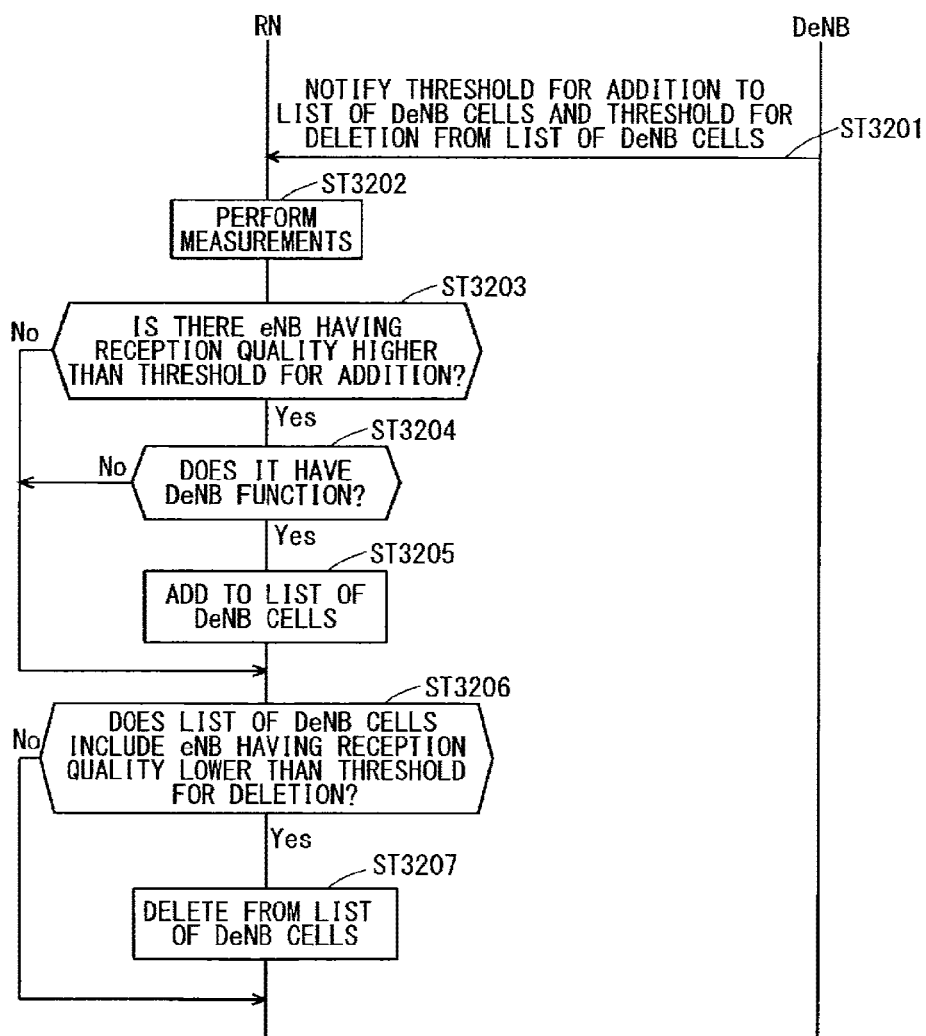 RN
DeNB
NOTIFY THRESHOLD FOR ADDITION TO
LIST OF DeNB CELLS AND THRESHOLD FOR
DELETION FROM LIST OF DeNB CELLS
ST3201
ST3202
PERFORM
MEASUREMENTS
ST3203
No
IS THERE eNB HAVING
RECEPTION QUALITY HIGHER
THAN THRESHOLD FOR ADDITION?
Yes
ST3204
No
DOES IT HAVE
DeNB FUNCTION?
Yes
ST3205
ADD TO LIST OF
DeNB CELLS
ST3206
No
DOES LIST OF DeNB CELLS
INCLUDE eNB HAVING RECEPTION
QUALITY LOWER THAN THRESHOLD
FOR DELETION?
Yes
ST3207
DELETE FROM LIST
OF DeNB CELLS